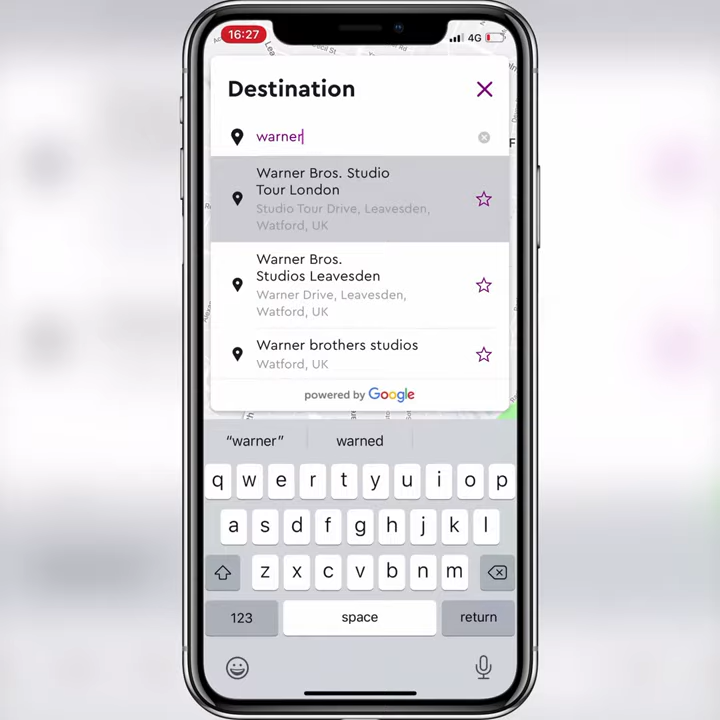 16:27
4G
Destination
warner
Warner Bros. Studio
Tour London
Studio Tour Drive, Leavesden,
Watford, UK
Warner Bros.
Studios Leavesden
Warner Drive, Leavesden,
Watford, UK
Warner brothers studios
Watford, UK
powered by Google
“warner” warned
q w e r t y u i o p
a s d f g h j k l
z x c v b n m
123 space return